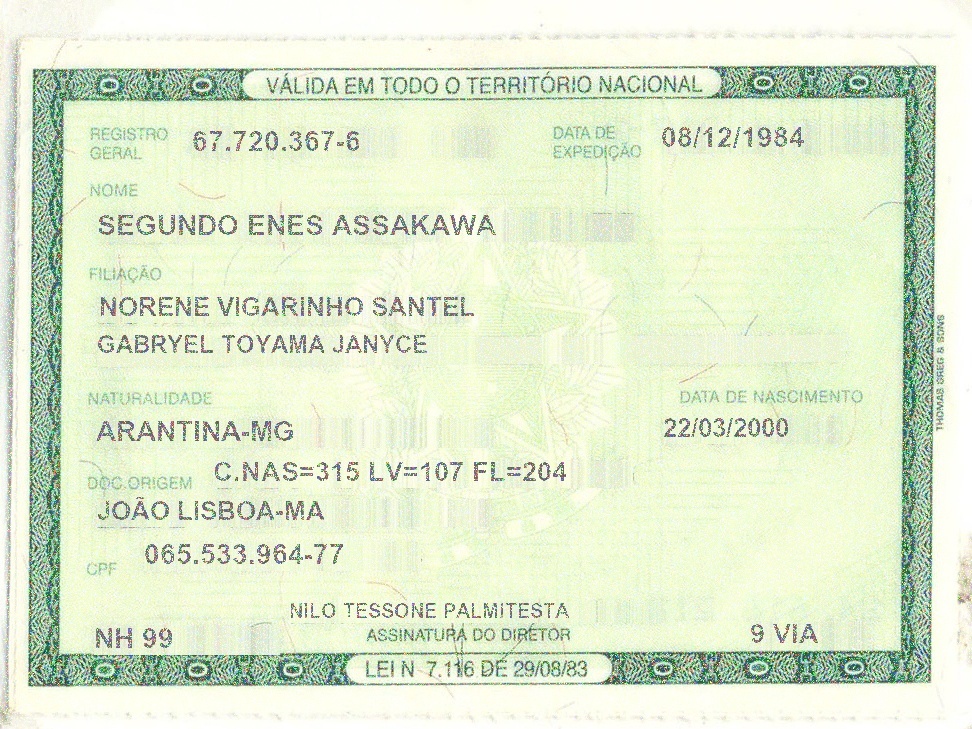 VÁLIDA EM TODO O TERRITÓRIO NACIONAL
REGISTRO GERAL 67.720.367-6 DATA DE EXPEDIÇÃO 08/12/1984
NOME
SEGUNDO ENES ASSAKAWA
FILIAÇÃO
NORENE VIGARINHO SANTEL
GABRYEL TOYAMA JANYCE
NATURALIDADE DATA DE NASCIMENTO
ARANTINA-MG 22/03/2000
DOC.ORIGEM C.NAS=315 LV=107 FL=204
JOÃO LISBOA-MA
CPF 065.533.964-77
NILO TESSONE PALMITESTA
NH 99 ASSINATURA DO DIRETOR 9 VIA
LEI N 7.116 DE 29/08/83
THOMAS GREG & SONS